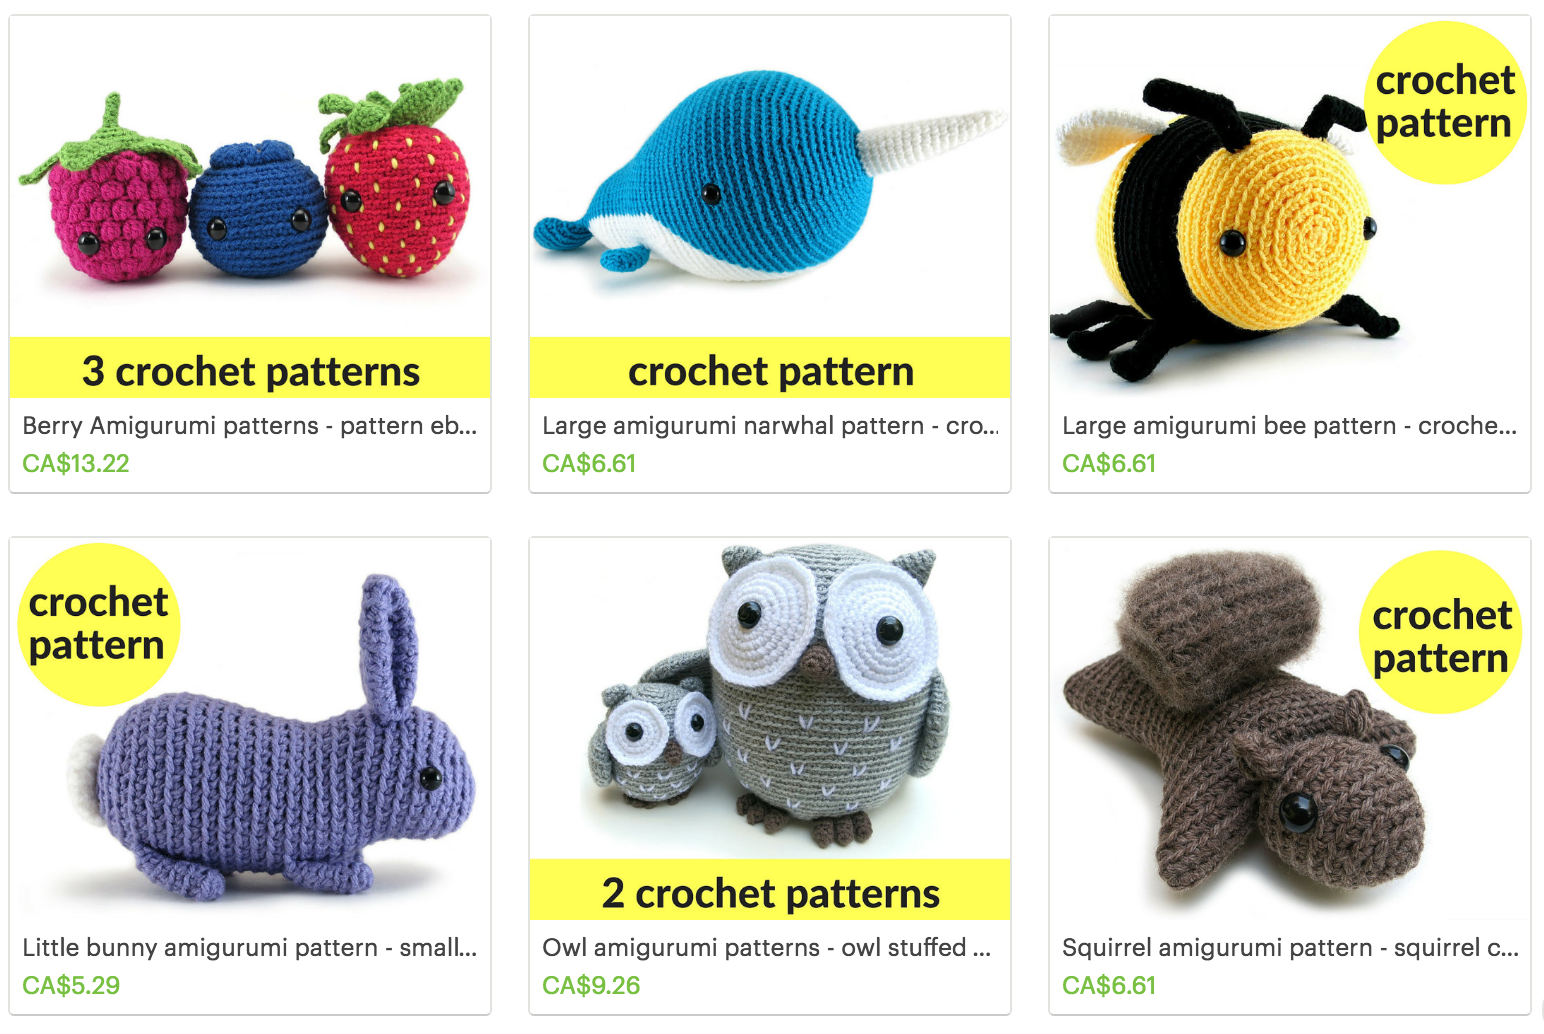 3 crochet patterns
Berry Amigurumi patterns - pattern eb...
CA$13.22
crochet pattern
Large amigurumi narwhal pattern - cro...
CA$6.61
crochet
pattern
Large amigurumi bee pattern - croche...
CA$6.61
crochet
pattern
Little bunny amigurumi pattern - small...
CA$5.29
2 crochet patterns
Owl amigurumi patterns - owl stuffed ...
CA$9.26
crochet
pattern
Squirrel amigurumi pattern - squirrel c...
CA$6.61